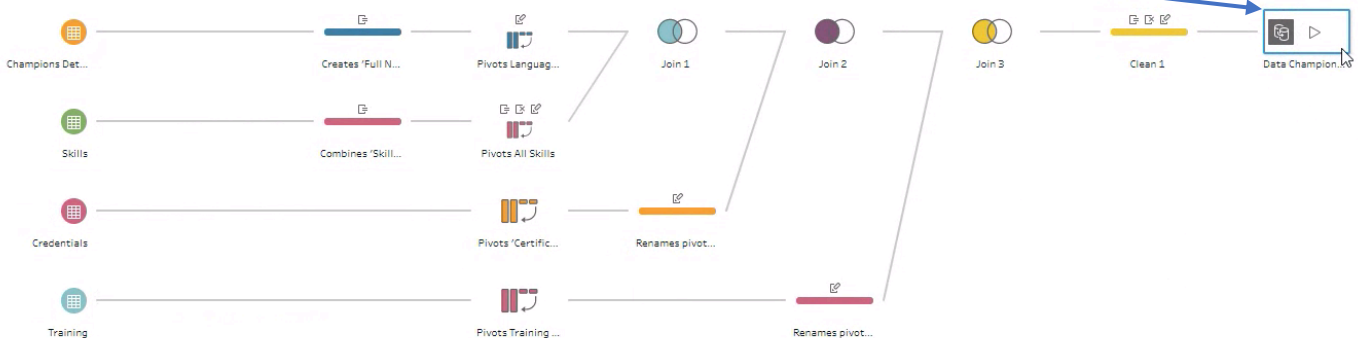 Champions Det...
Creates 'Full N...
Pivots Languag...
Join 1
Join 2
Join 3
Clean 1
Data Champion...
Skills
Combines 'Skill...
Pivots All Skills
Credentials
Pivots 'Certific...
Renames pivot...
Training
Pivots Training ...
Renames pivot...